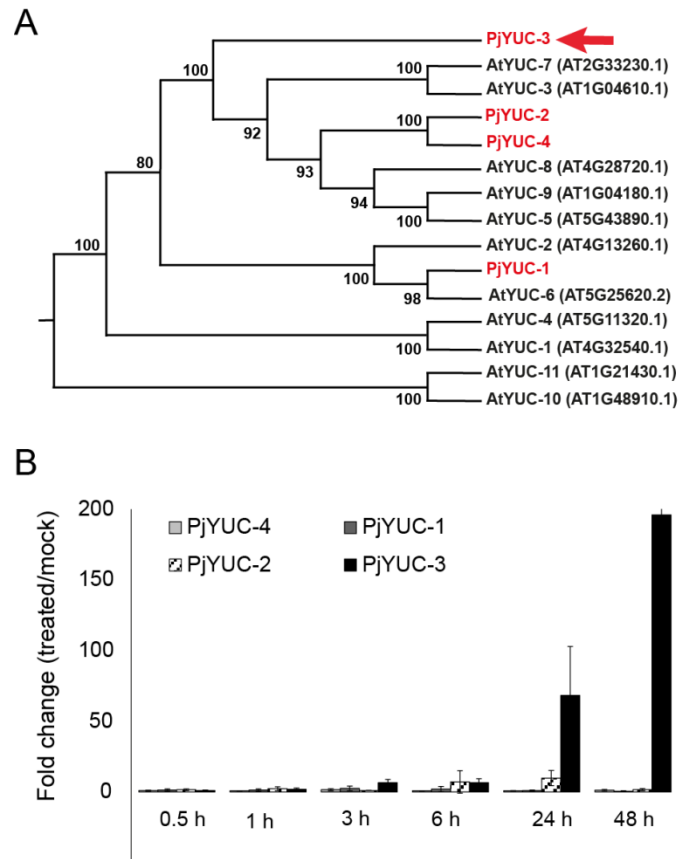 A
PjYUC-3
100
100
AtYUC-7 (AT2G33230.1)
AtYUC-3 (AT1G04610.1)
92
100
PjYUC-2
PjYUC-4
80
93
AtYUC-8 (AT4G28720.1)
94
AtYUC-9 (AT1G04180.1)
100
AtYUC-5 (AT5G43890.1)
100
AtYUC-2 (AT4G13260.1)
100
PjYUC-1
98
AtYUC-6 (AT5G25620.2)
AtYUC-4 (AT5G11320.1)
100
AtYUC-1 (AT4G32540.1)
AtYUC-11 (AT1G21430.1)
100
AtYUC-10 (AT1G48910.1)
B
Fold change (treated/mock)
200
150
100
50
0
PjYUC-4 PjYUC-1
PjYUC-2 PjYUC-3
0.5 h 1 h 3 h 6 h 24 h 48 h